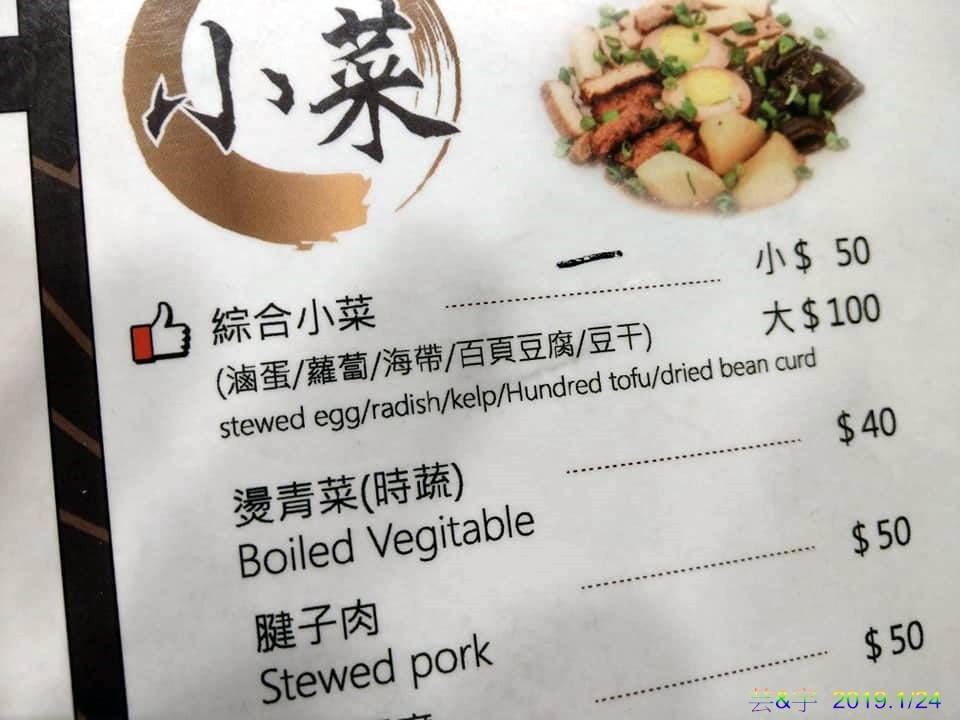 小菜
小$ 50
綜合小菜
大$100
(滷蛋/蘿蔔/海帶/百頁豆腐/豆干)
stewed egg/radish/kelp/Hundred tofu/dried bean curd
燙青菜(時蔬) $40
Boiled Vegitable
腱子肉 $50
Stewed pork
$50
芸&宇 2019.1/24